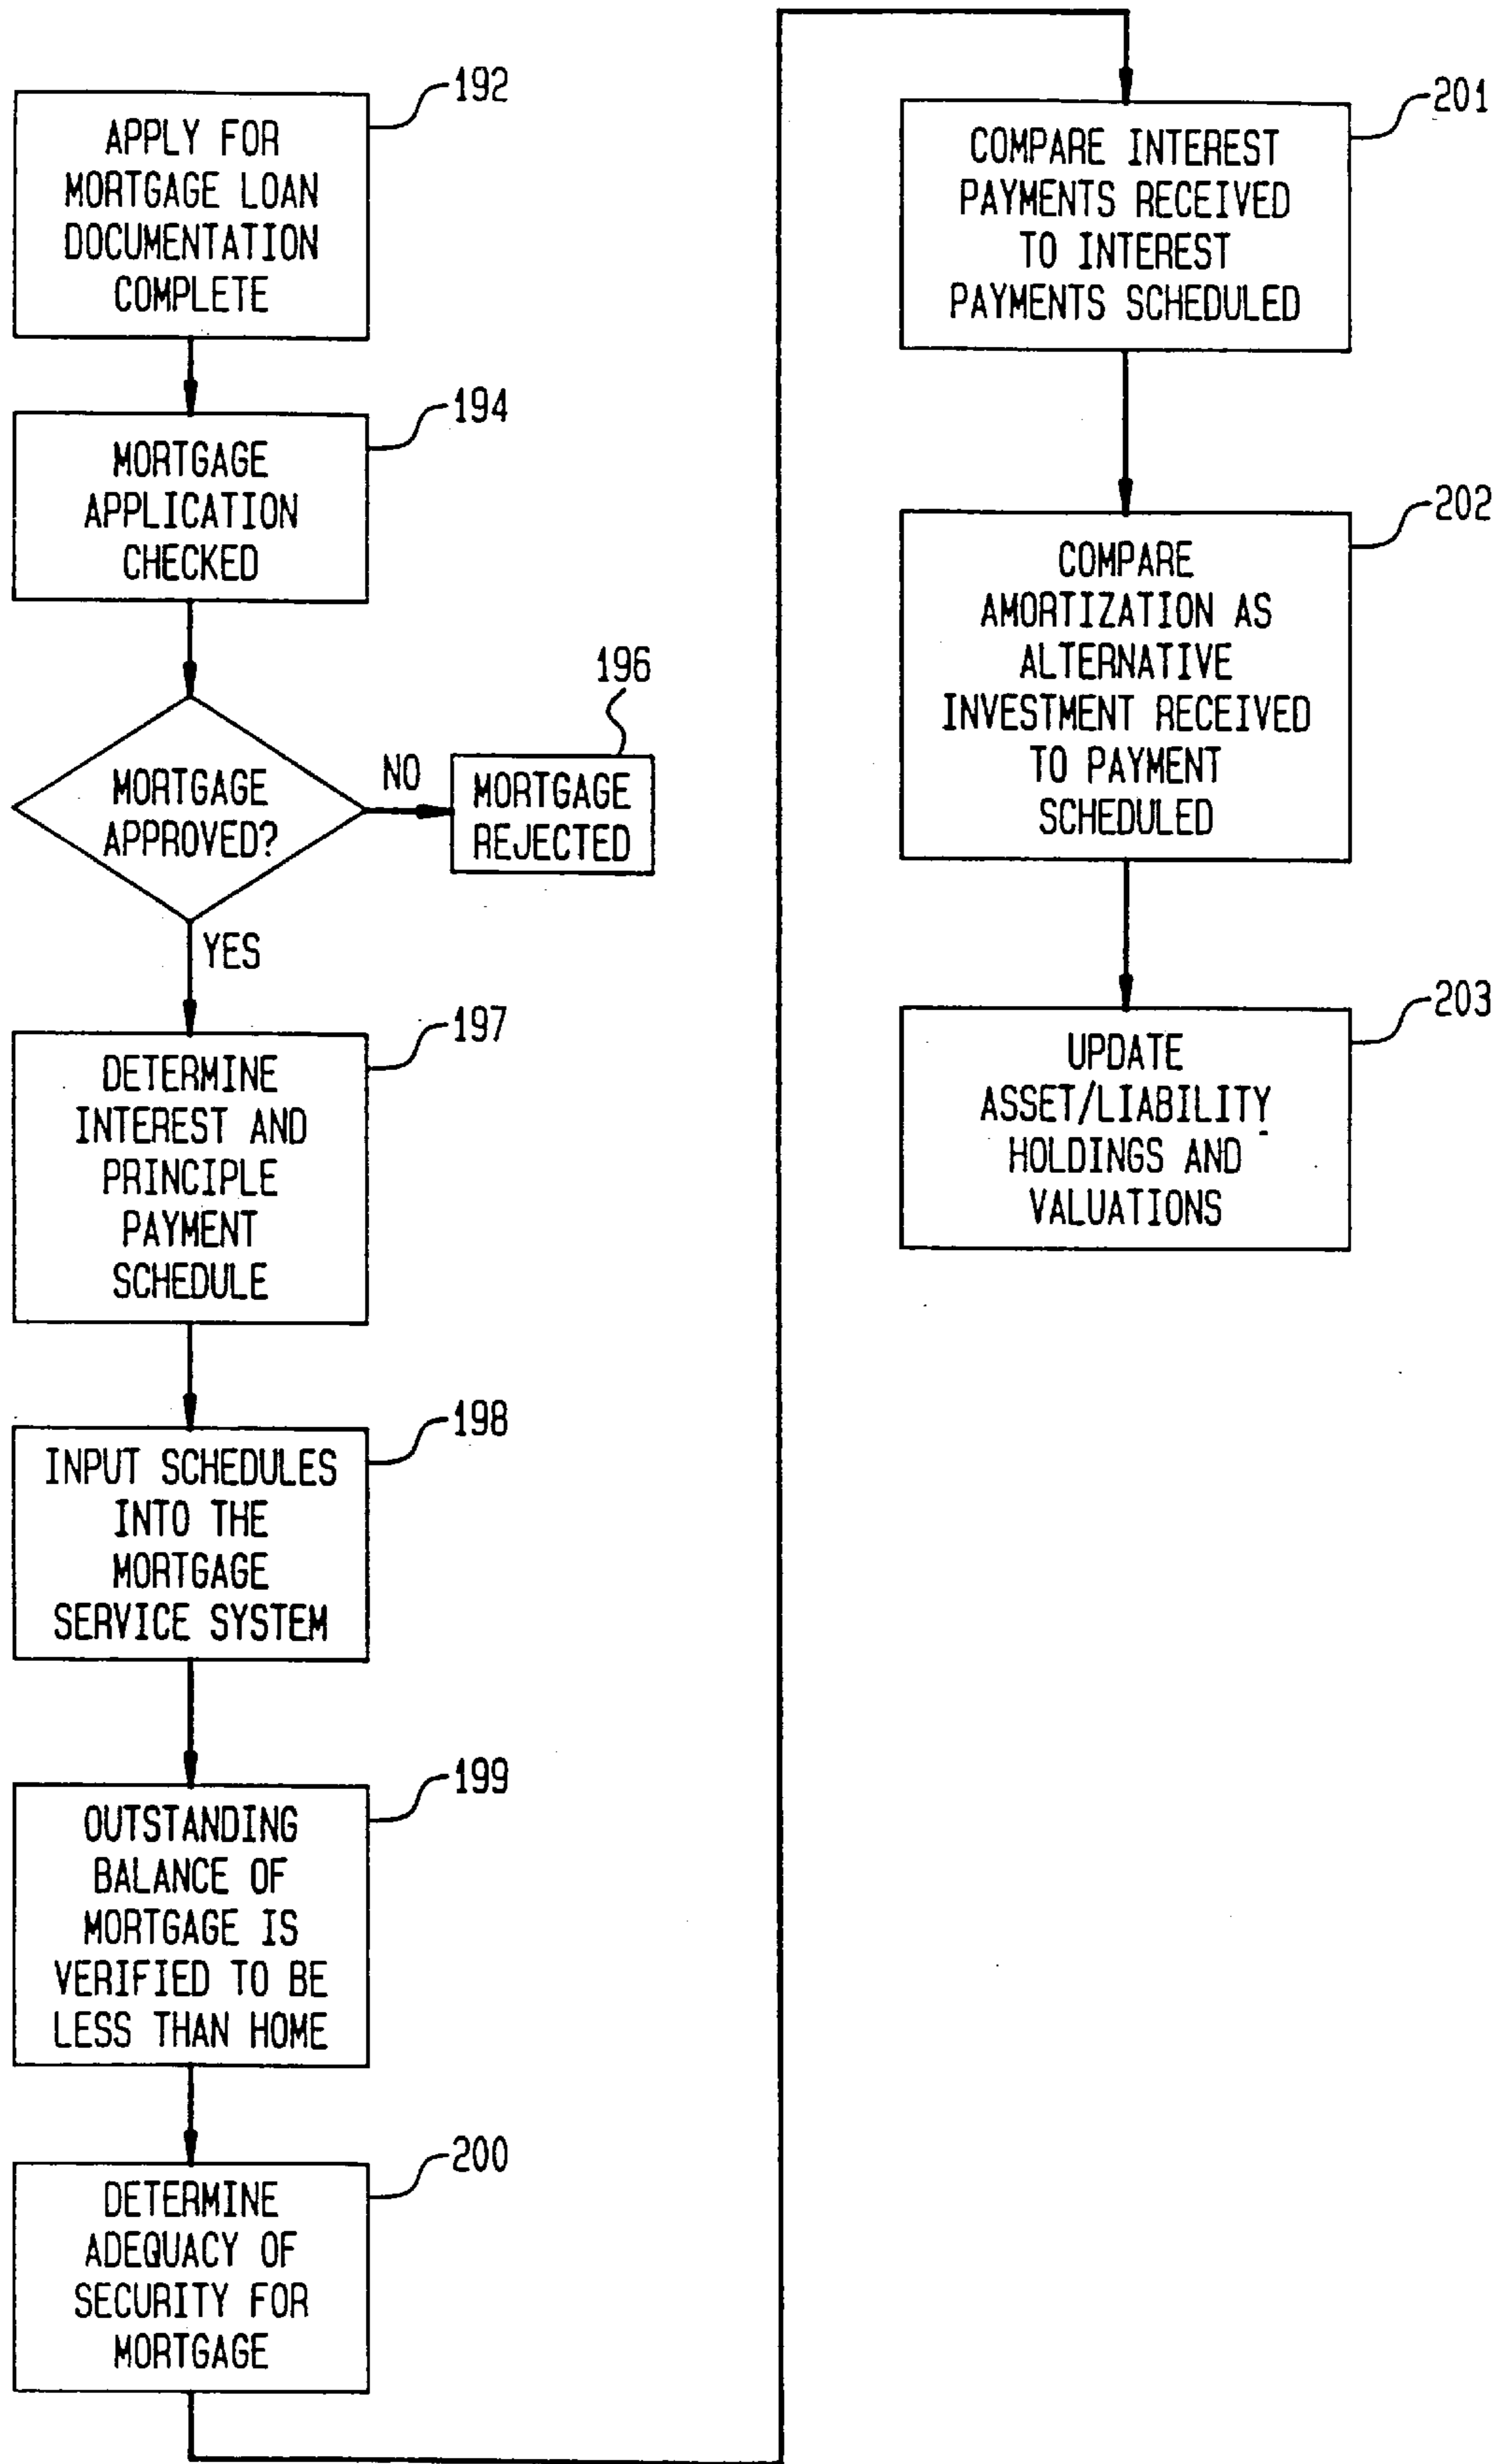 192
APPLY FOR
MORTGAGE LOAN
DOCUMENTATION
COMPLETE
194
MORTGAGE
APPLICATION
CHECKED
MORTGAGE
APPROVED?
NO
196
MORTGAGE
REJECTED
YES
197
DETERMINE
INTEREST AND
PRINCIPLE
PAYMENT
SCHEDULE
198
INPUT SCHEDULES
INTO THE
MORTGAGE
SERVICE SYSTEM
199
OUTSTANDING
BALANCE OF
MORTGAGE IS
VERIFIED TO BE
LESS THAN HOME
200
DETERMINE
ADEQUACY OF
SECURITY FOR
MORTGAGE
201
COMPARE INTEREST
PAYMENTS RECEIVED
TO INTEREST
PAYMENTS SCHEDULED
202
COMPARE
AMORTIZATION AS
ALTERNATIVE
INVESTMENT RECEIVED
TO PAYMENT
SCHEDULED
203
UPDATE
ASSET/LIABILITY
HOLDINGS AND
VALUATIONS